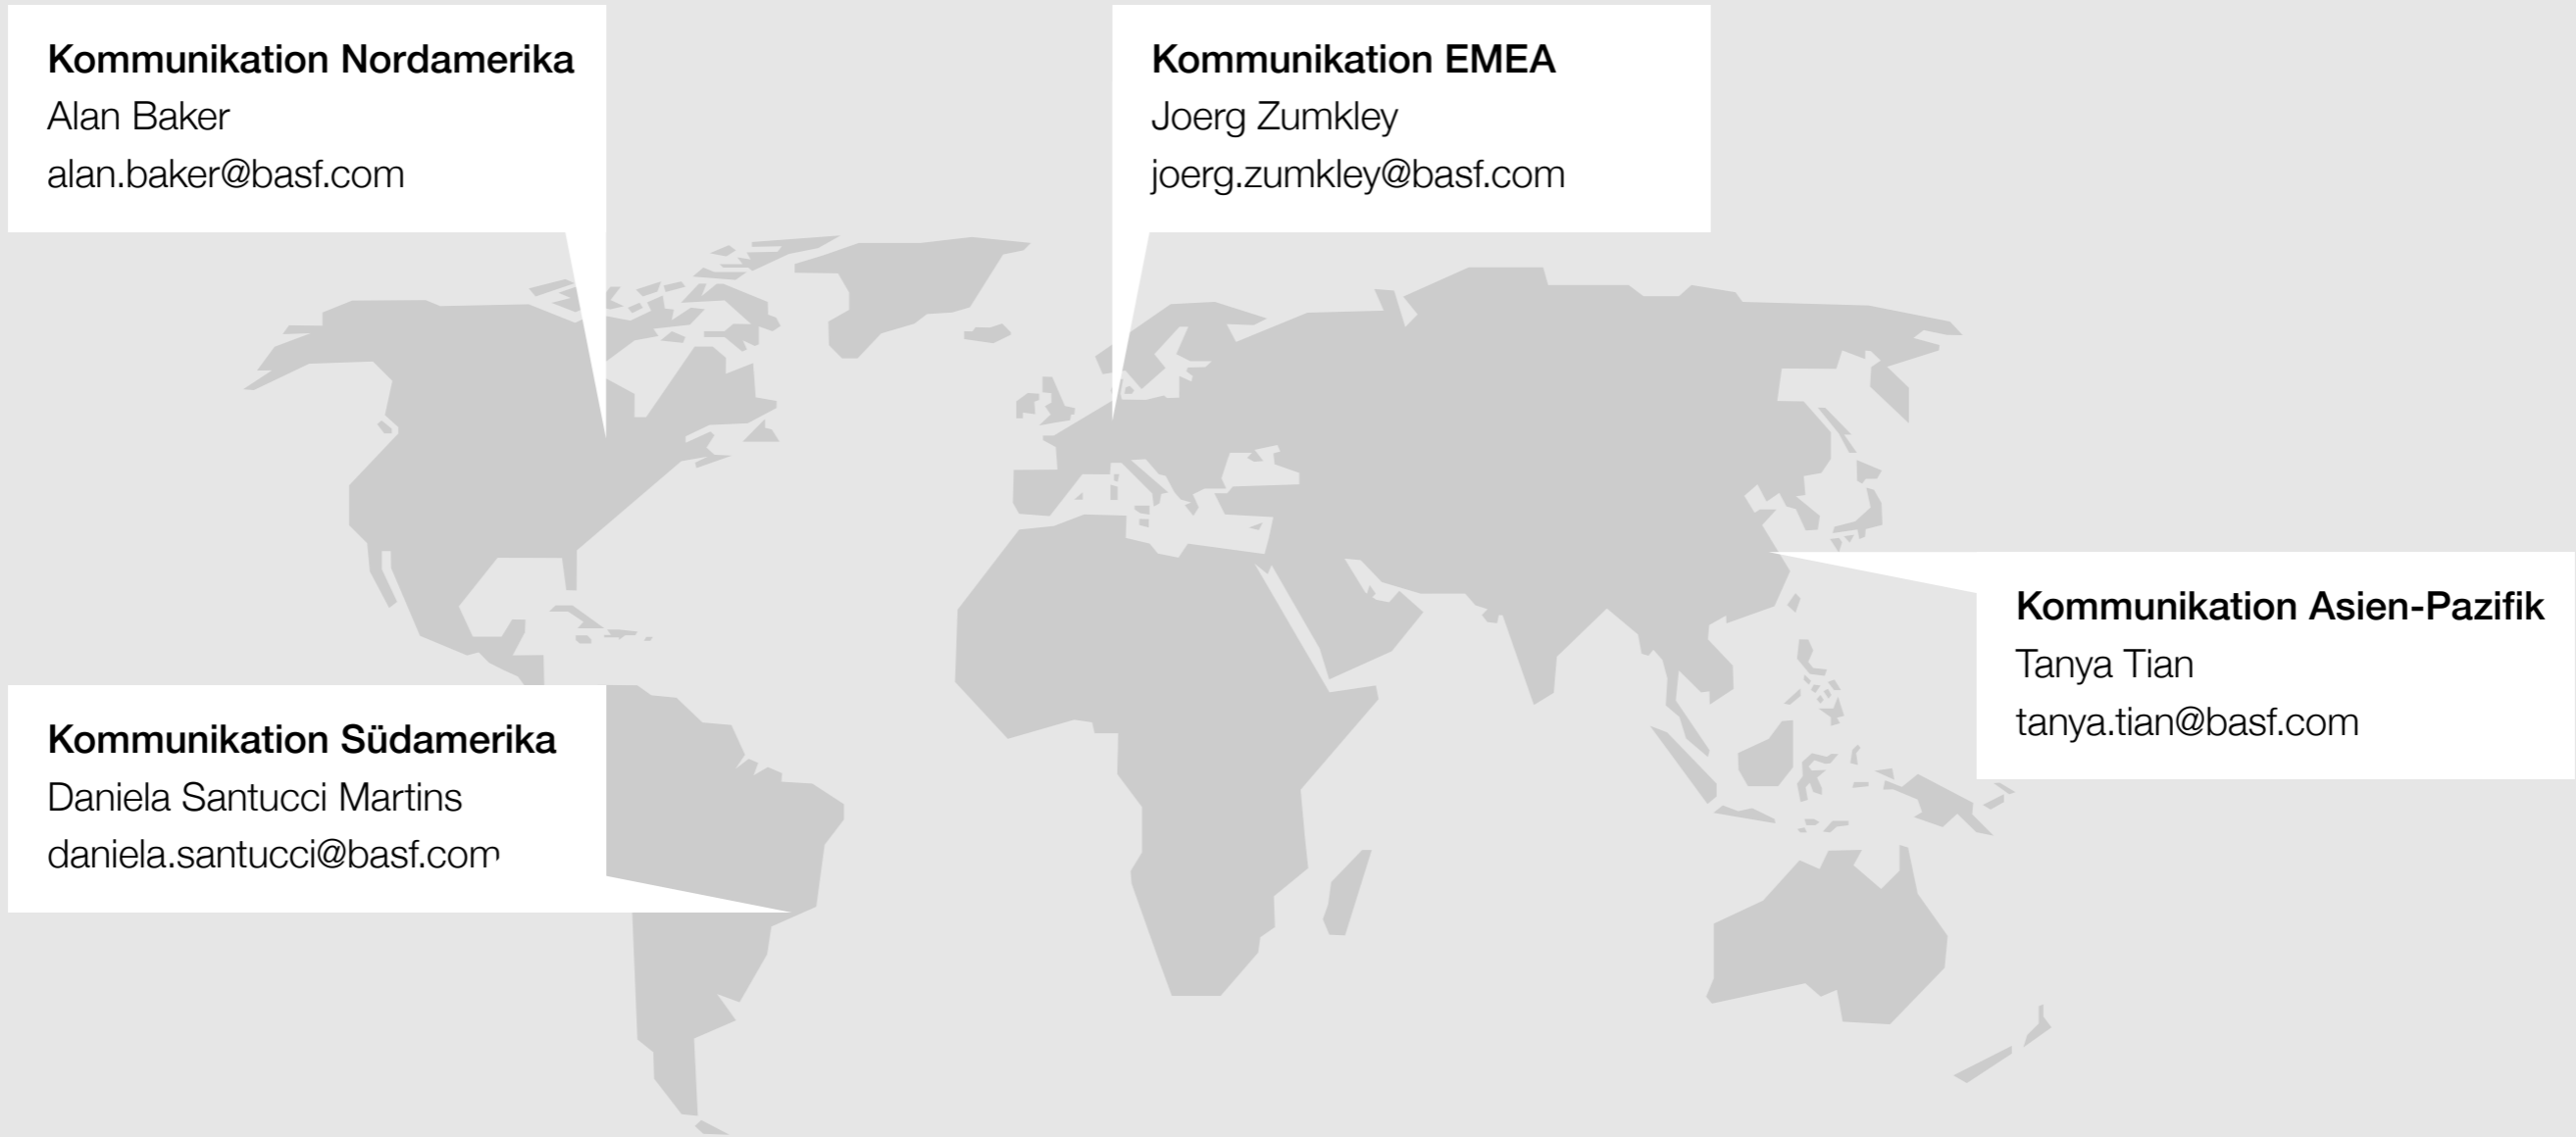 Kommunikation Nordamerika
Alan Baker
alan.baker@basf.com
Kommunikation EMEA
Joerg Zumkley
joerg.zumkley@basf.com
Kommunikation Asien-Pazifik
Tanya Tian
tanya.tian@basf.com
Kommunikation Südamerika
Daniela Santucci Martins
daniela.santucci@basf.com